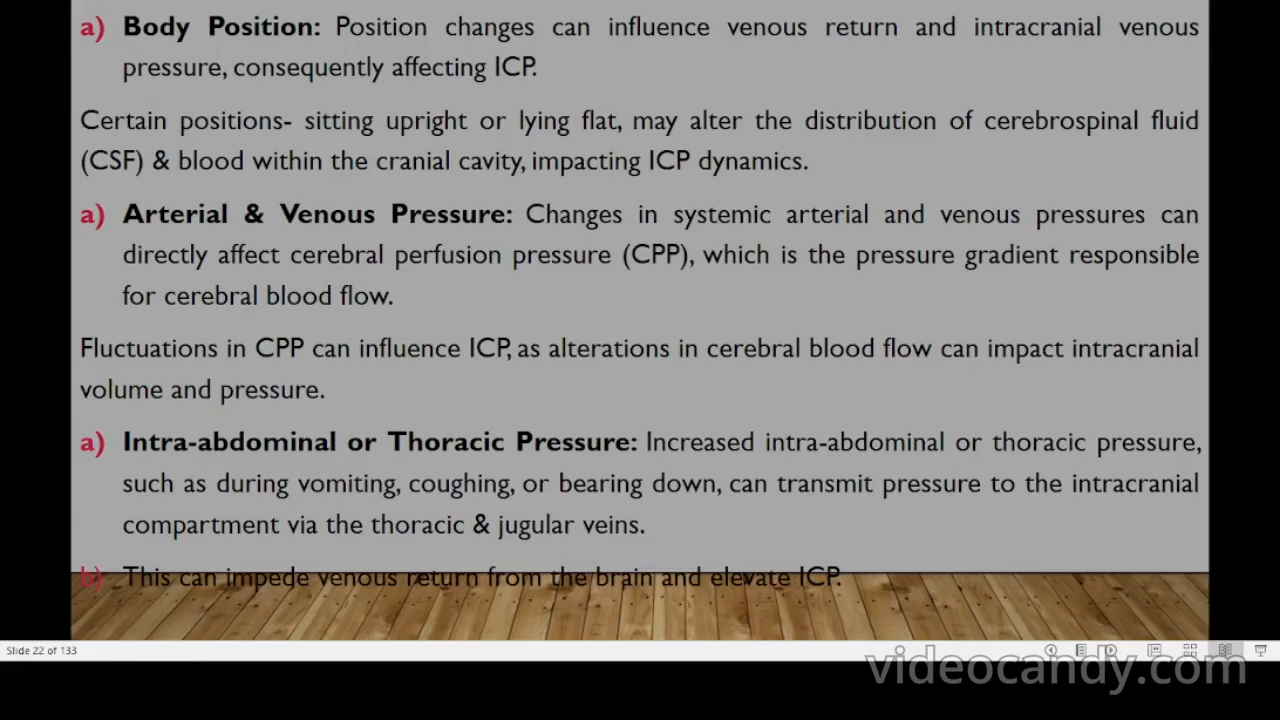 a) Body Position: Position changes can influence venous return and intracranial venous
pressure, consequently affecting ICP.
Certain positions- sitting upright or lying flat, may alter the distribution of cerebrospinal fluid
(CSF) & blood within the cranial cavity, impacting ICP dynamics.
a) Arterial & Venous Pressure: Changes in systemic arterial and venous pressures can
directly affect cerebral perfusion pressure (CPP), which is the pressure gradient responsible
for cerebral blood flow.
Fluctuations in CPP can influence ICP, as alterations in cerebral blood flow can impact intracranial
volume and pressure.
a) Intra-abdominal or Thoracic Pressure: Increased intra-abdominal or thoracic pressure,
such as during vomiting, coughing, or bearing down, can transmit pressure to the intracranial
compartment via the thoracic & jugular veins.
b) This can impede venous return from the brain and elevate ICP.
Slide 22 of 133
videocandy.com